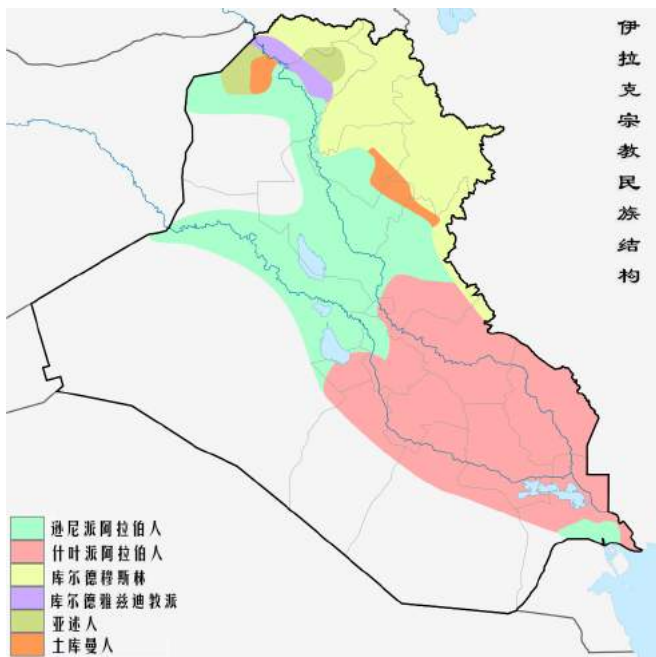 伊拉克宗教民族结构
逊尼派阿拉伯人
什叶派阿拉伯人
库尔德穆斯林
库尔德雅兹迪教派
亚述人
土库曼人